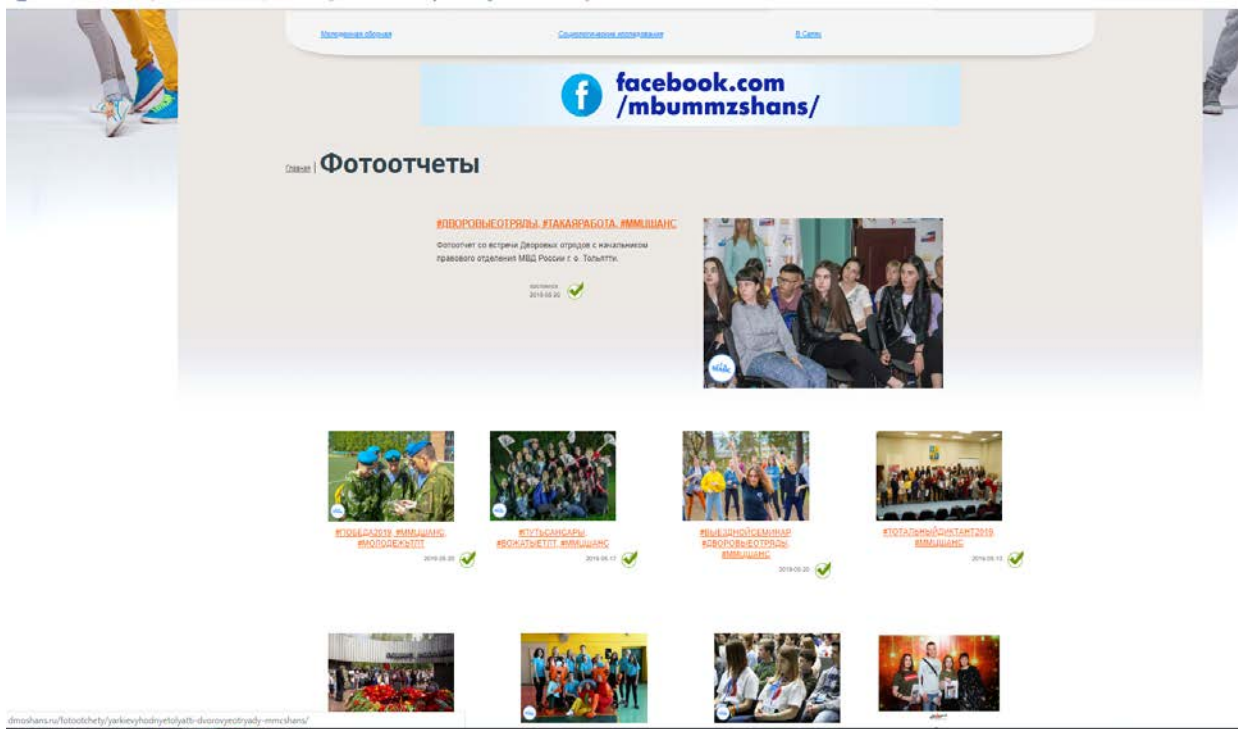 Молодежная сборная
Социологические исследования
В Силах
facebook.com
/mbummzshans/
Главная | Фотоотчеты
#ДВОРОВЫЕОТРЯДЫ, #ТАКАЯРАБОТА, #ММЦШАНС
Фотоотчет со встречи Дворовых отрядов с начальником
правового отделения МВД России г. о. Тольятти.
состоялся
2019-05-20
#ПОБЕДА2019, #ММЦШАНС,
#МОЛОДЕЖЬТЛТ
2019-05-20
#ПУТЬСАНСАРЫ,
#ВОЖАТЫЕТЛТ, #ММЦШАНС
2019-05-17
#ВЫЕЗДНОЙСЕМИНАР,
#ДВОРОВЫЕОТРЯДЫ,
#ММЦШАНС
2019-05-20
#ТОТАЛЬНЫЙДИКТАНТ2019,
#ММЦШАНС
2019-05-13
dmoshans.ru/fotootchety/yarkievyhodnyetolyatti-dvorovyeotryady-mmcshans/